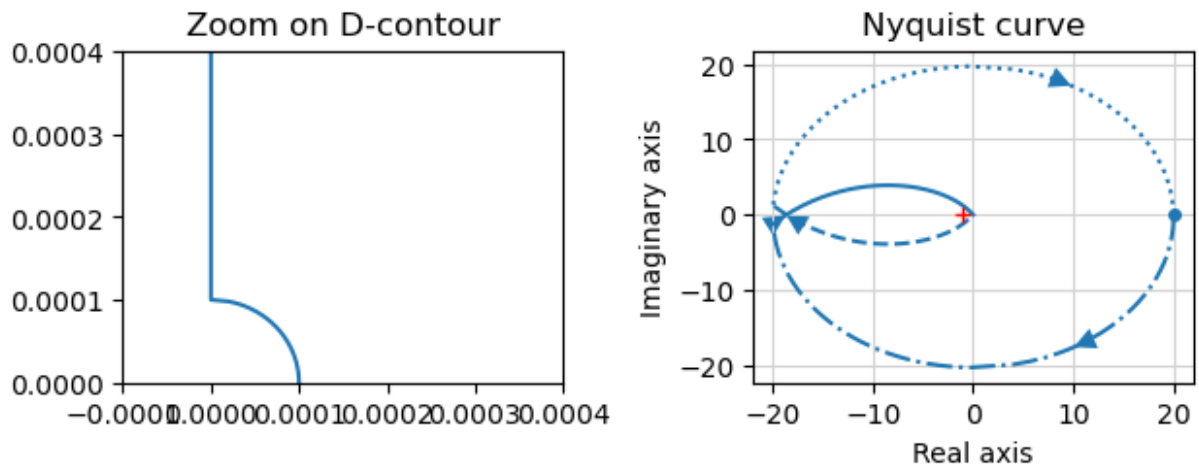 Zoom on D-contour
0.0004
0.0003
0.0002
0.0001
0.0000
−0.0001 0.0000 0.0001 0.0002 0.0003 0.0004
Nyquist curve
Imaginary axis
20
10
0
−10
−20
−20 −10 0 10 20
Real axis